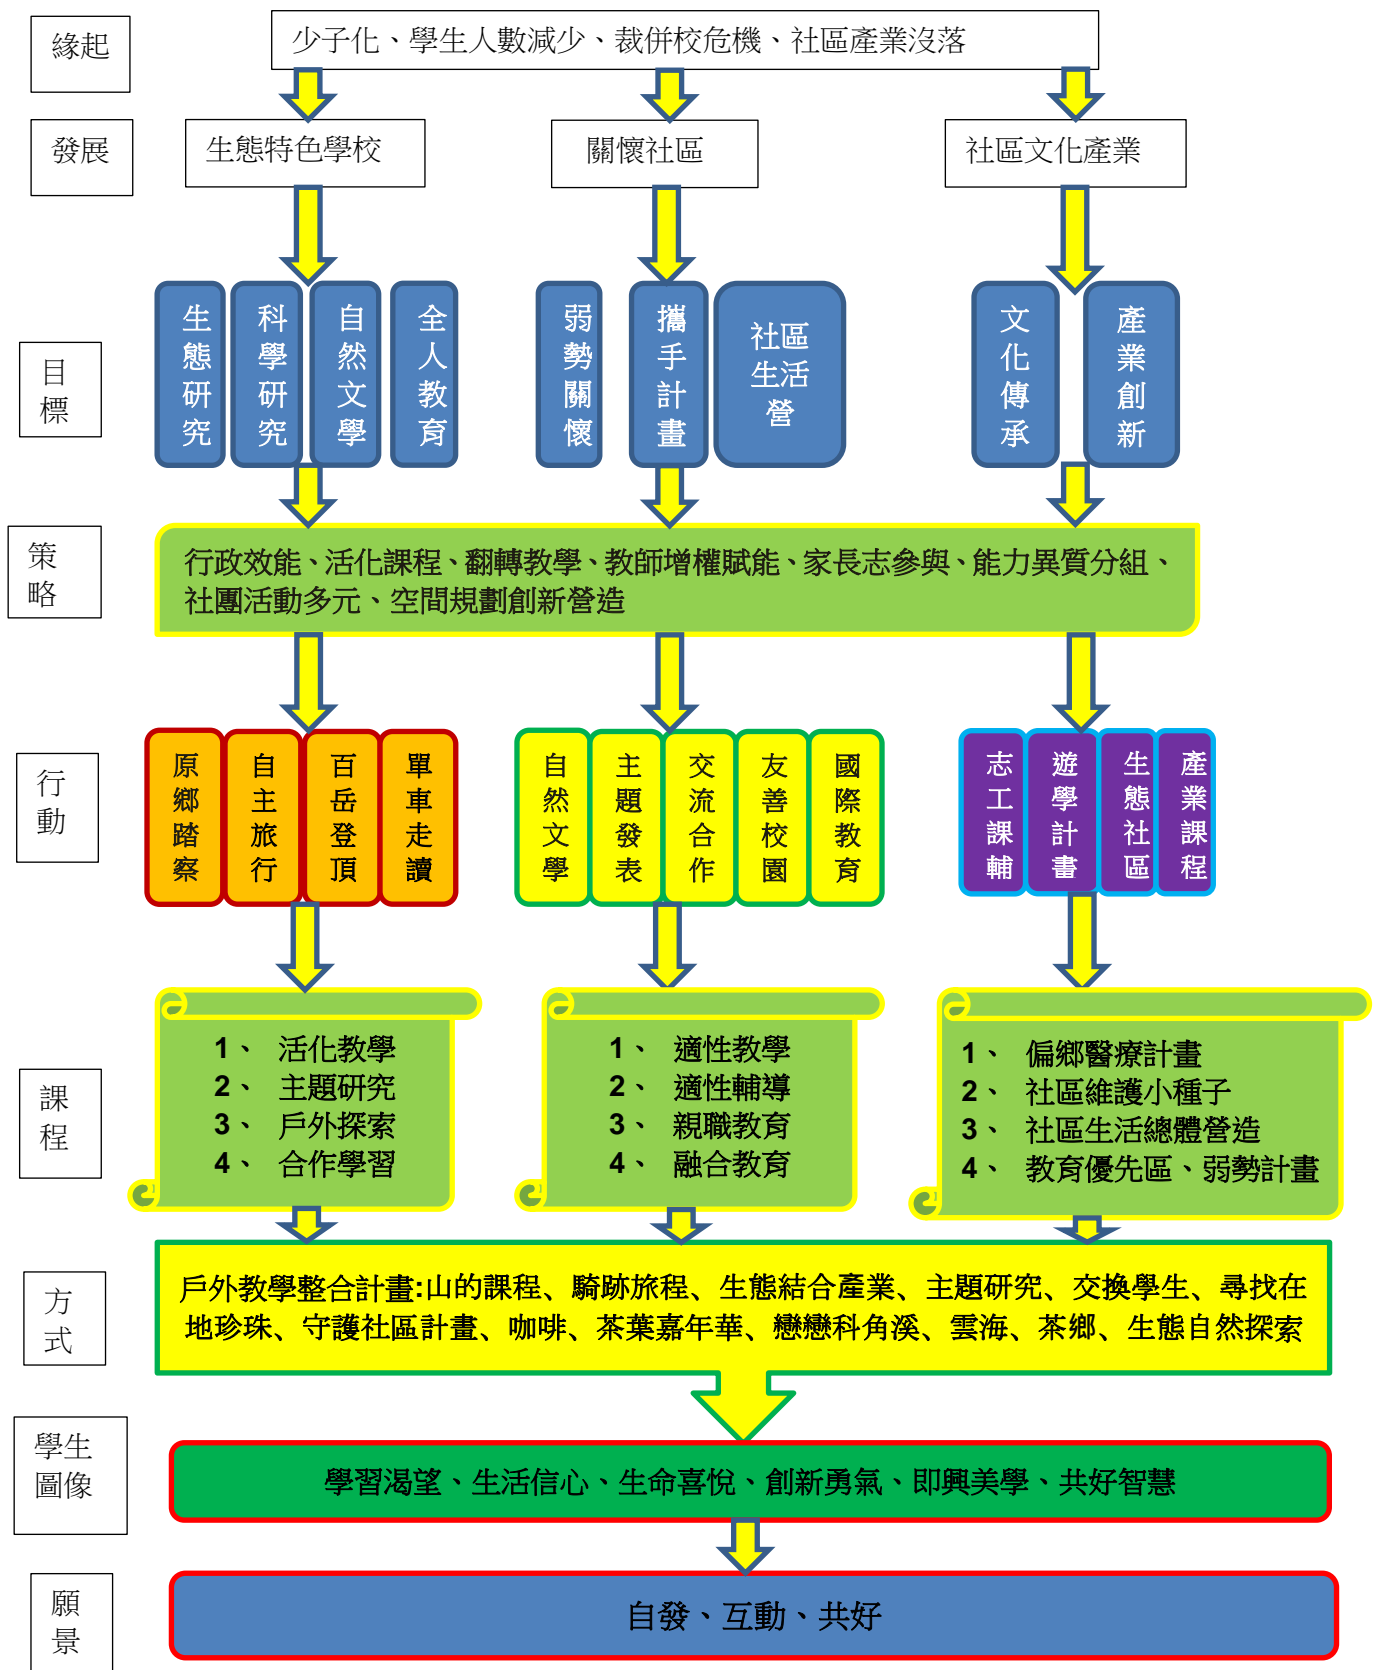 緣起
少子化、學生人數減少、裁併校危機、社區產業沒落
發展
生態特色學校
關懷社區
社區文化產業
目標
生態研究
科學研究
自然文學
全人教育
弱勢關懷
攜手計畫
社區
生活
營
文化傳承
產業創新
策略
行政效能、活化課程、翻轉教學、教師增權賦能、家長志參與、能力異質分組、
社團活動多元、空間規劃創新營造
行動
原鄉踏察
自主旅行
百岳登頂
單車走讀
自然文學
主題發表
交流合作
友善校園
國際教育
志工課輔
遊學計畫
生態社區
產業課程
課程
1、 活化教學
2、 主題研究
3、 戶外探索
4、 合作學習
1、 適性教學
2、 適性輔導
3、 親職教育
4、 融合教育
1、 偏鄉醫療計畫
2、 社區維護小種子
3、 社區生活總體營造
4、 教育優先區、弱勢計畫
方式
戶外教學整合計畫:山的課程、騎跡旅程、生態結合產業、主題研究、交換學生、尋找在
地珍珠、守護社區計畫、咖啡、茶葉嘉年華、戀戀科角溪、雲海、茶鄉、生態自然探索
學生
圖像
學習渴望、生活信心、生命喜悅、創新勇氣、即興美學、共好智慧
願景
自發、互動、共好